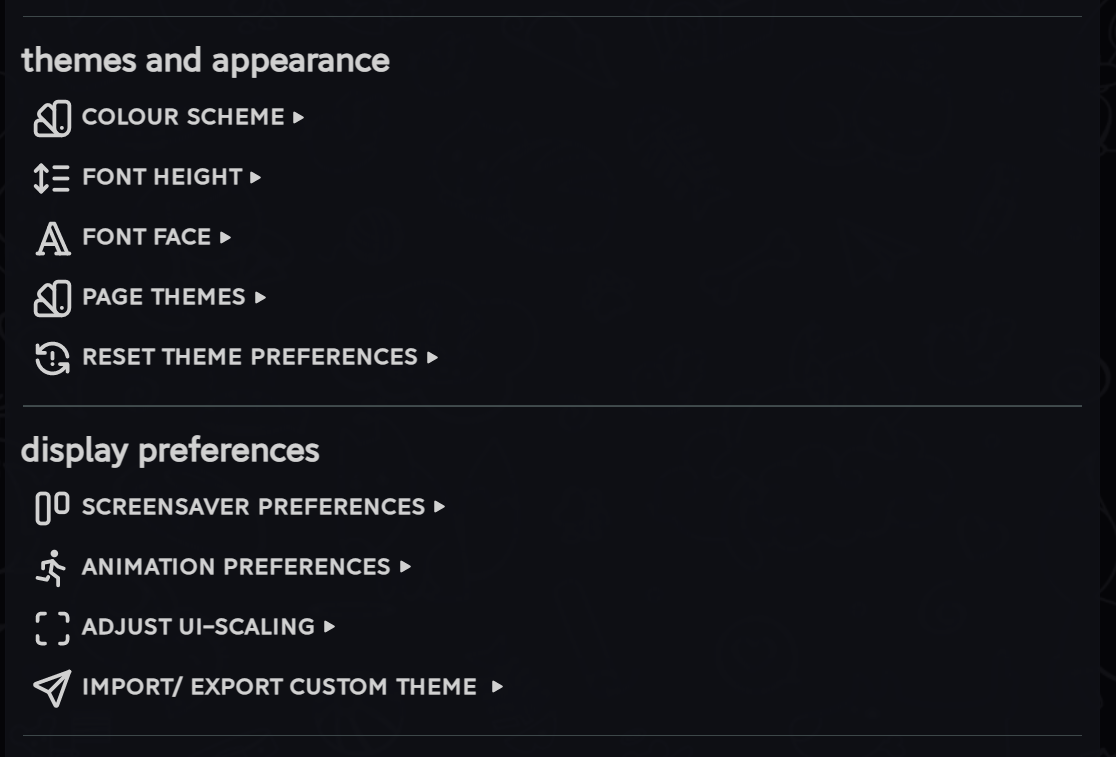 themes and appearance
COLOUR SCHEME ▸
FONT HEIGHT ▸
FONT FACE ▸
PAGE THEMES ▸
RESET THEME PREFERENCES ▸
display preferences
SCREENSAVER PREFERENCES ▸
ANIMATION PREFERENCES ▸
ADJUST UI-SCALING ▸
IMPORT/ EXPORT CUSTOM THEME ▸